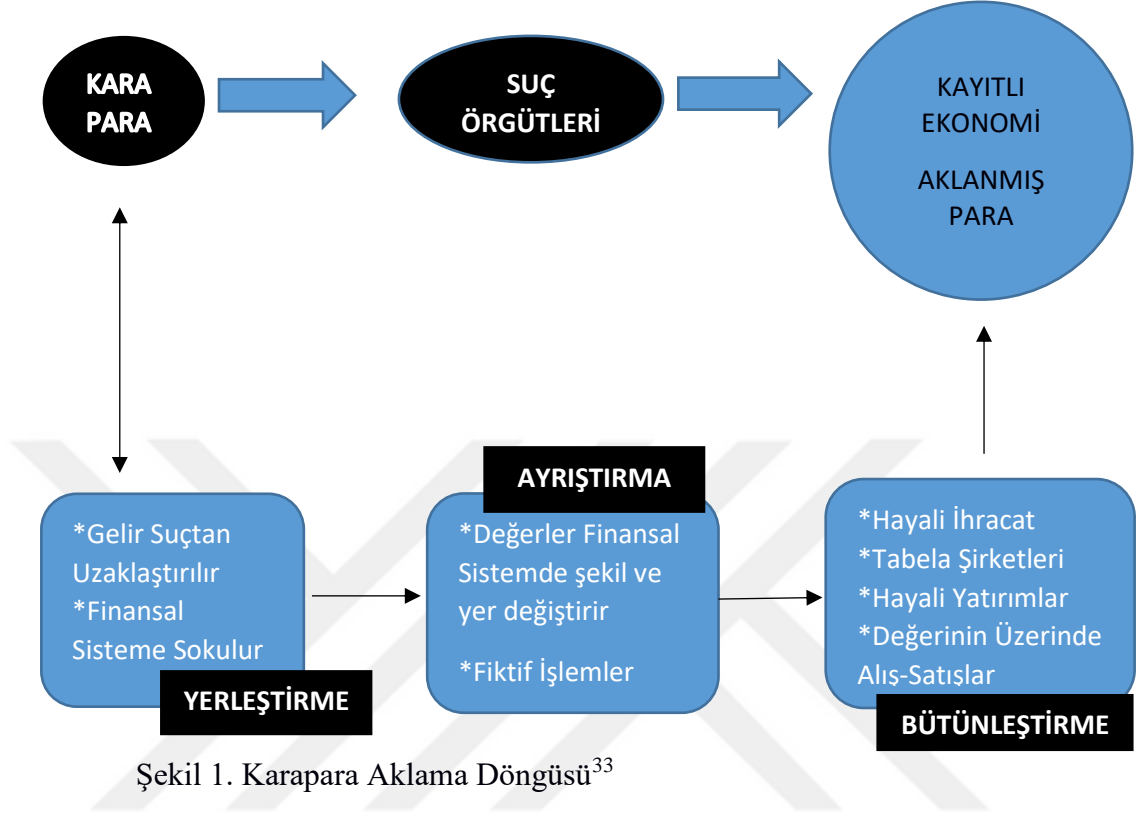 KARA
PARA
SUÇ
ÖRGÜTLERİ
KAYITLI
EKONOMİ
AKLANMIŞ
PARA
*Gelir Suçtan
Uzaklaştırılır
*Finansal
Sisteme Sokulur
YERLEŞTİRME
AYRIŞTIRMA
*Değerler Finansal
Sistemde şekil ve
yer değiştirir
*Fiktif İşlemler
*Hayali İhracat
*Tabela Şirketleri
*Hayali Yatırımlar
*Değerinin Üzerinde
Alış-Satışlar
BÜTÜNLEŞTİRME
Şekil 1. Karapara Aklama Döngüsü33